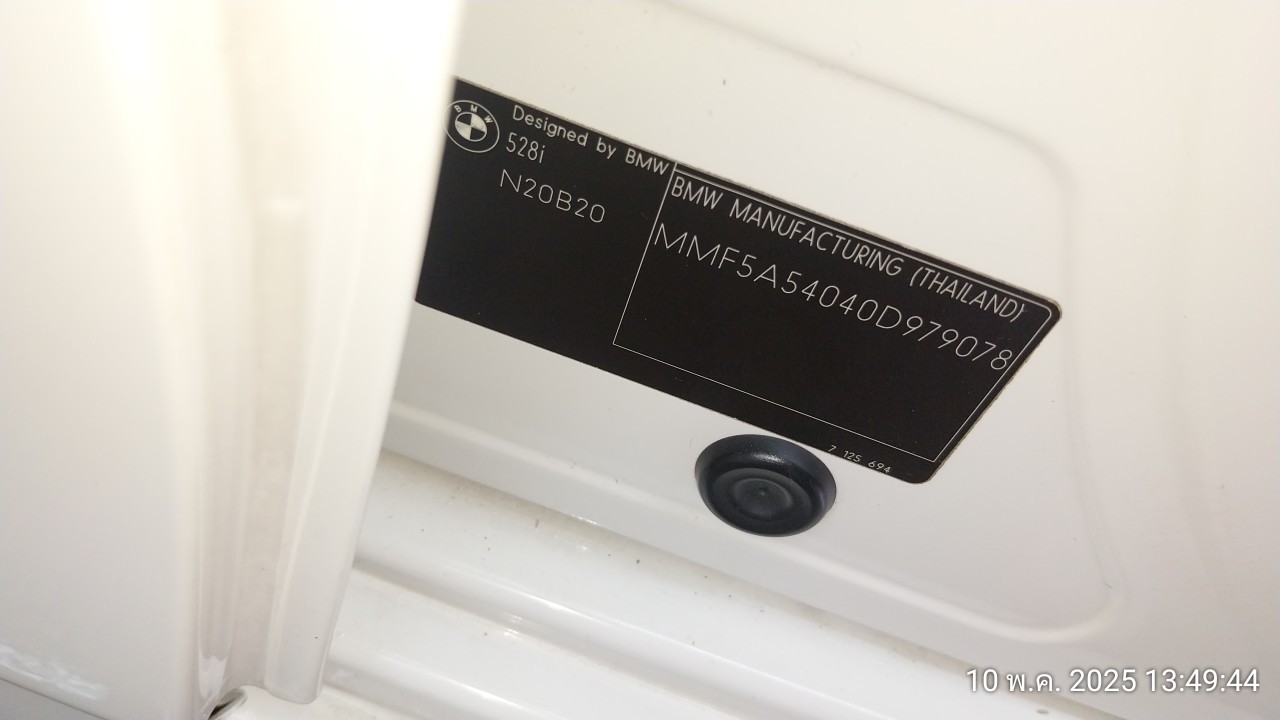 BMW
Designed by BMW
528i
N20B20
BMW MANUFACTURING (THAILAND)
MMF5A54040D979078
7 125 694
10 พ.ค. 2025 13:49:44